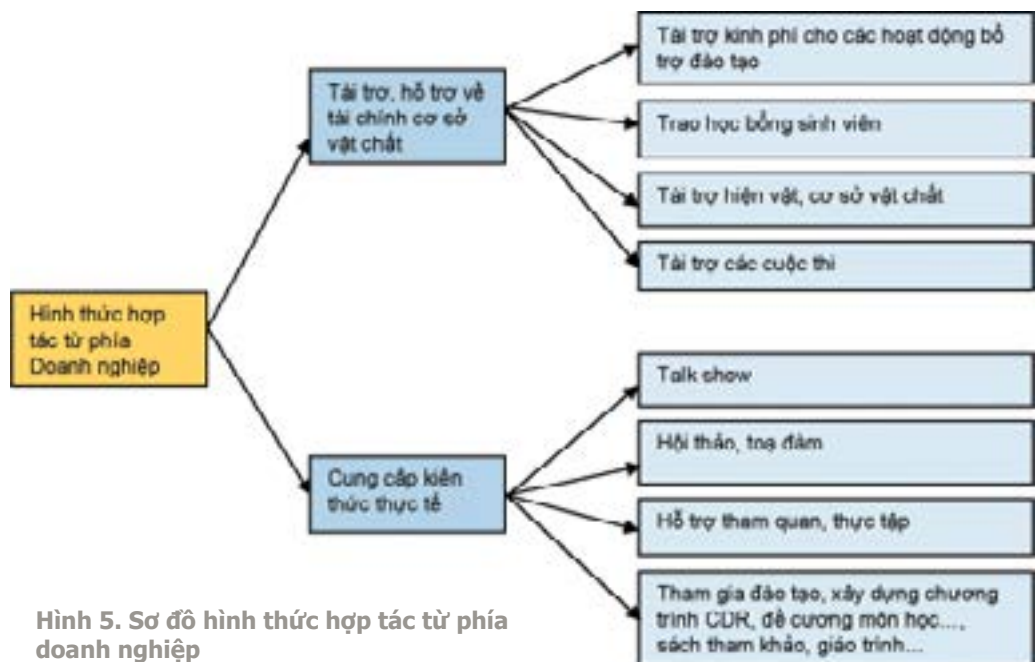 Tài trợ kinh phí cho các hoạt động bổ
trợ đào tạo
Tài trợ, hỗ trợ về
tài chính cơ sở
vật chất
Trao học bổng sinh viên
Tài trợ hiện vật, cơ sở vật chất
Tài trợ các cuộc thi
Hình thức hợp
tác từ phía
Doanh nghiệp
Talk show
Hội thảo, toạ đàm
Cung cấp kiến
thức thực tế
Hỗ trợ tham quan, thực tập
Tham gia đào tạo, xây dựng chương
trình CDR, đề cương môn học...,
sách tham khảo, giáo trình...
Hình 5. Sơ đồ hình thức hợp tác từ phía
doanh nghiệp